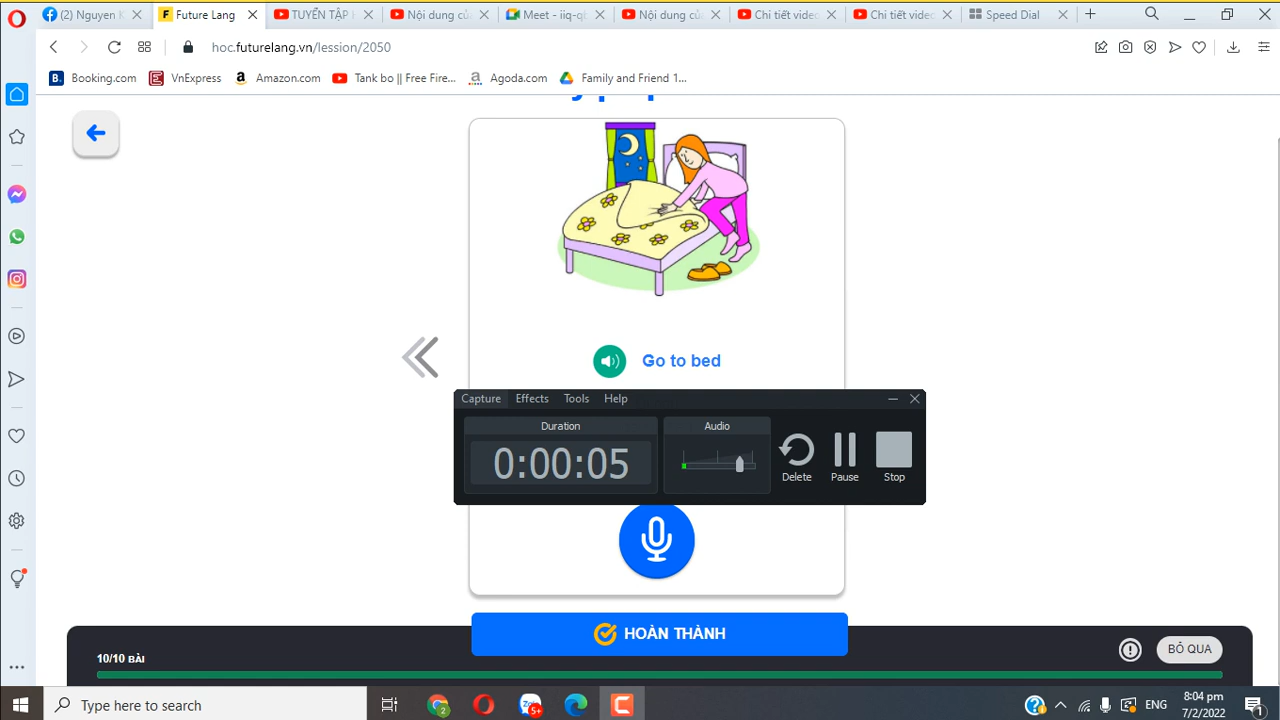 (2) Nguyen K
Future Lang
TUYỂN TẬP
Nội dung củ
Meet - iiq-q
Nội dung củ
Chi tiết video
Chi tiết video
Speed Dial
hoc.futurelang.vn/lession/2050
Booking.com
VnExpress
Amazon.com
Tank bo || Free Fire...
Agoda.com
Family and Friend 1...
Go to bed
Capture Effects Tools Help
Duration
Audio
0:00:05
Delete Pause Stop
HOÀN THÀNH
10/10 BÀI
BỎ QUA
Type here to search
2
5+
ENG
8:04 pm
7/2/2022
1